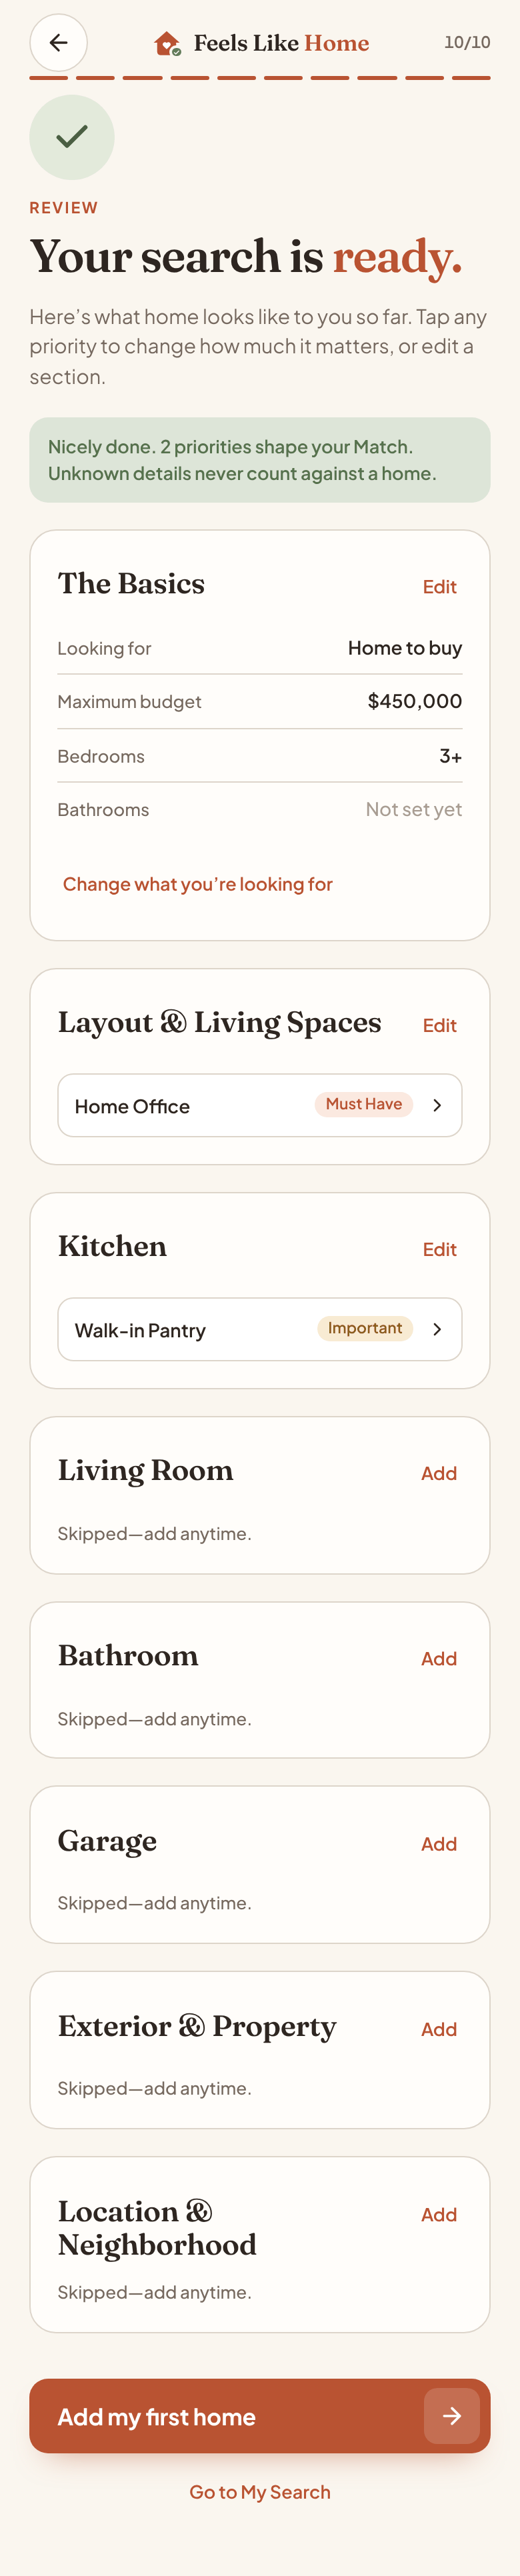 Feels Like Home
10/10
REVIEW
Your search is ready.
Here’s what home looks like to you so far. Tap any
priority to change how much it matters, or edit a
section.
Nicely done. 2 priorities shape your Match.
Unknown details never count against a home.
The Basics
Edit
Looking for
Home to buy
Maximum budget
$450,000
Bedrooms
3+
Bathrooms
Not set yet
Change what you’re looking for
Layout & Living Spaces
Edit
Home Office
Must Have
Kitchen
Edit
Walk-in Pantry
Important
Living Room
Add
Skipped—add anytime.
Bathroom
Add
Skipped—add anytime.
Garage
Add
Skipped—add anytime.
Exterior & Property
Add
Skipped—add anytime.
Location &
Neighborhood
Add
Skipped—add anytime.
Add my first home
Go to My Search